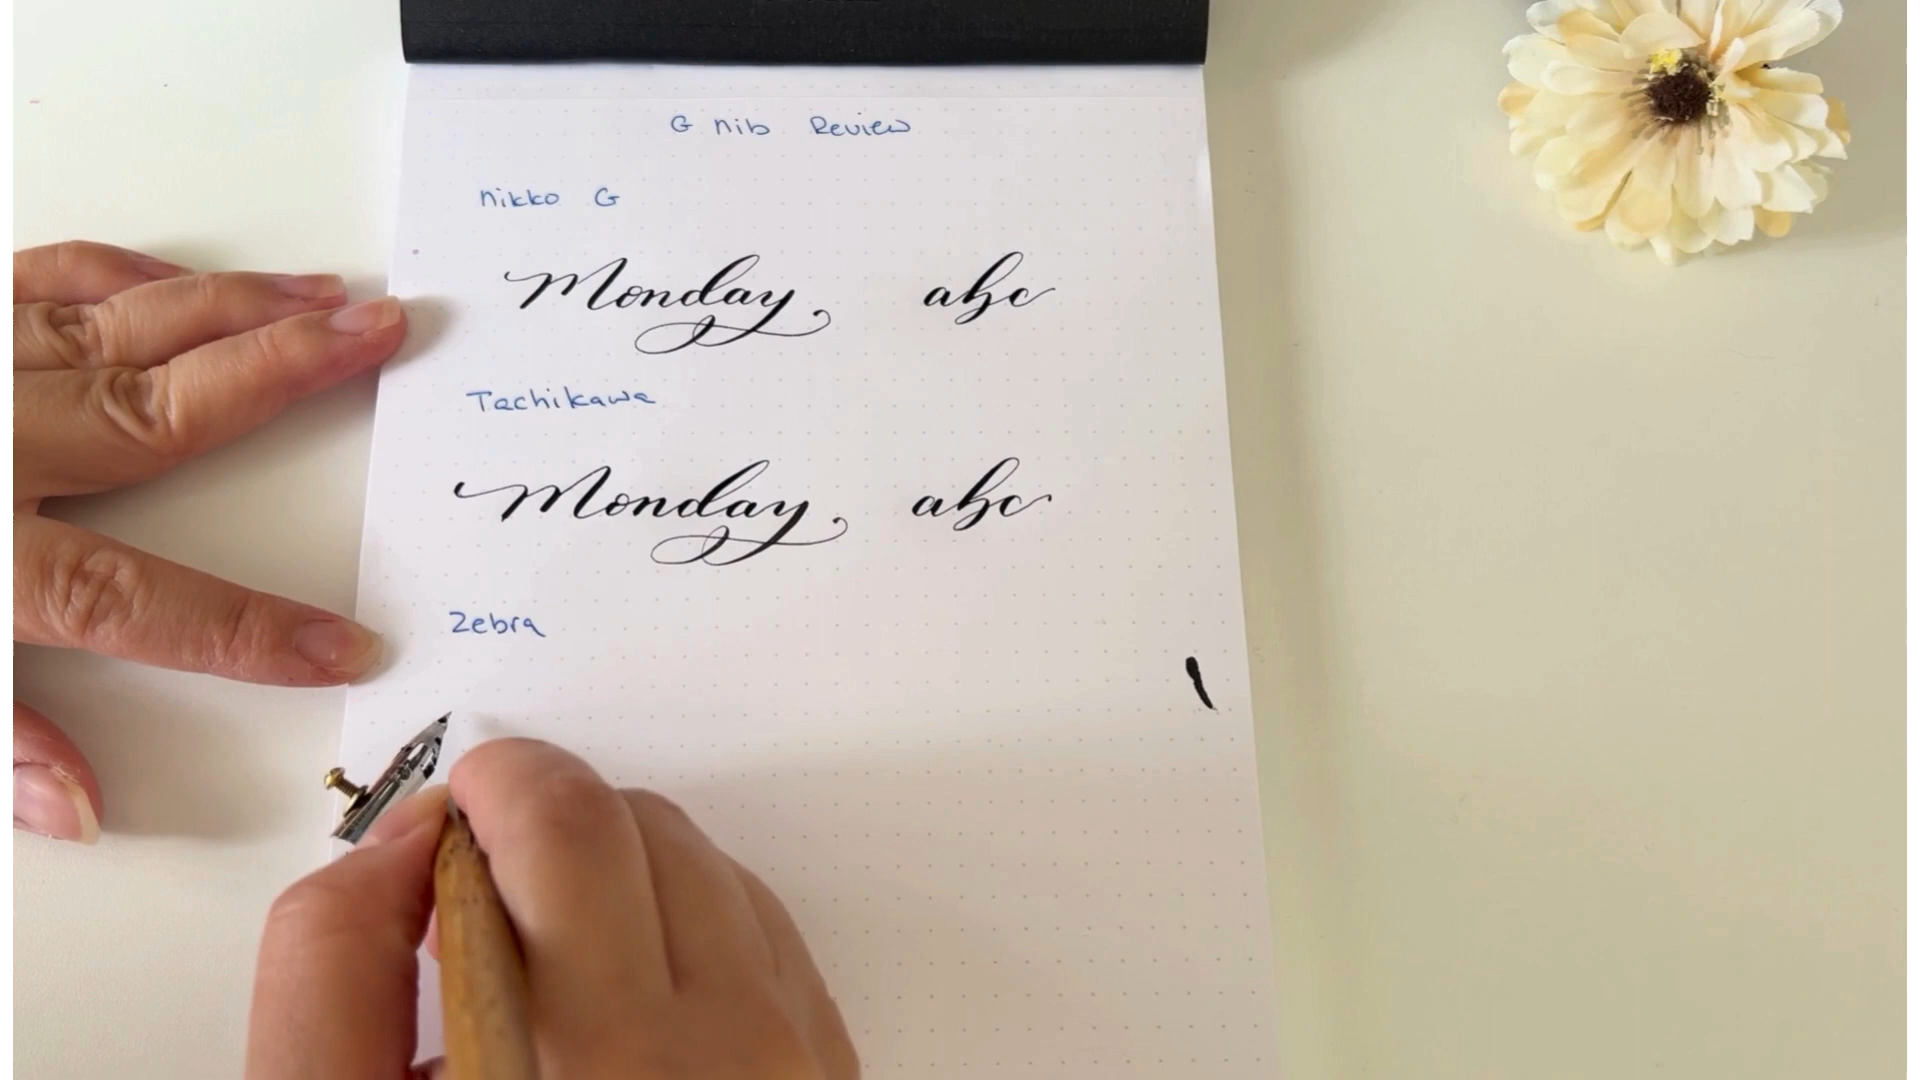 G nib Review
nikko G
Monday abc
Tachikawa
Monday abc
Zebra